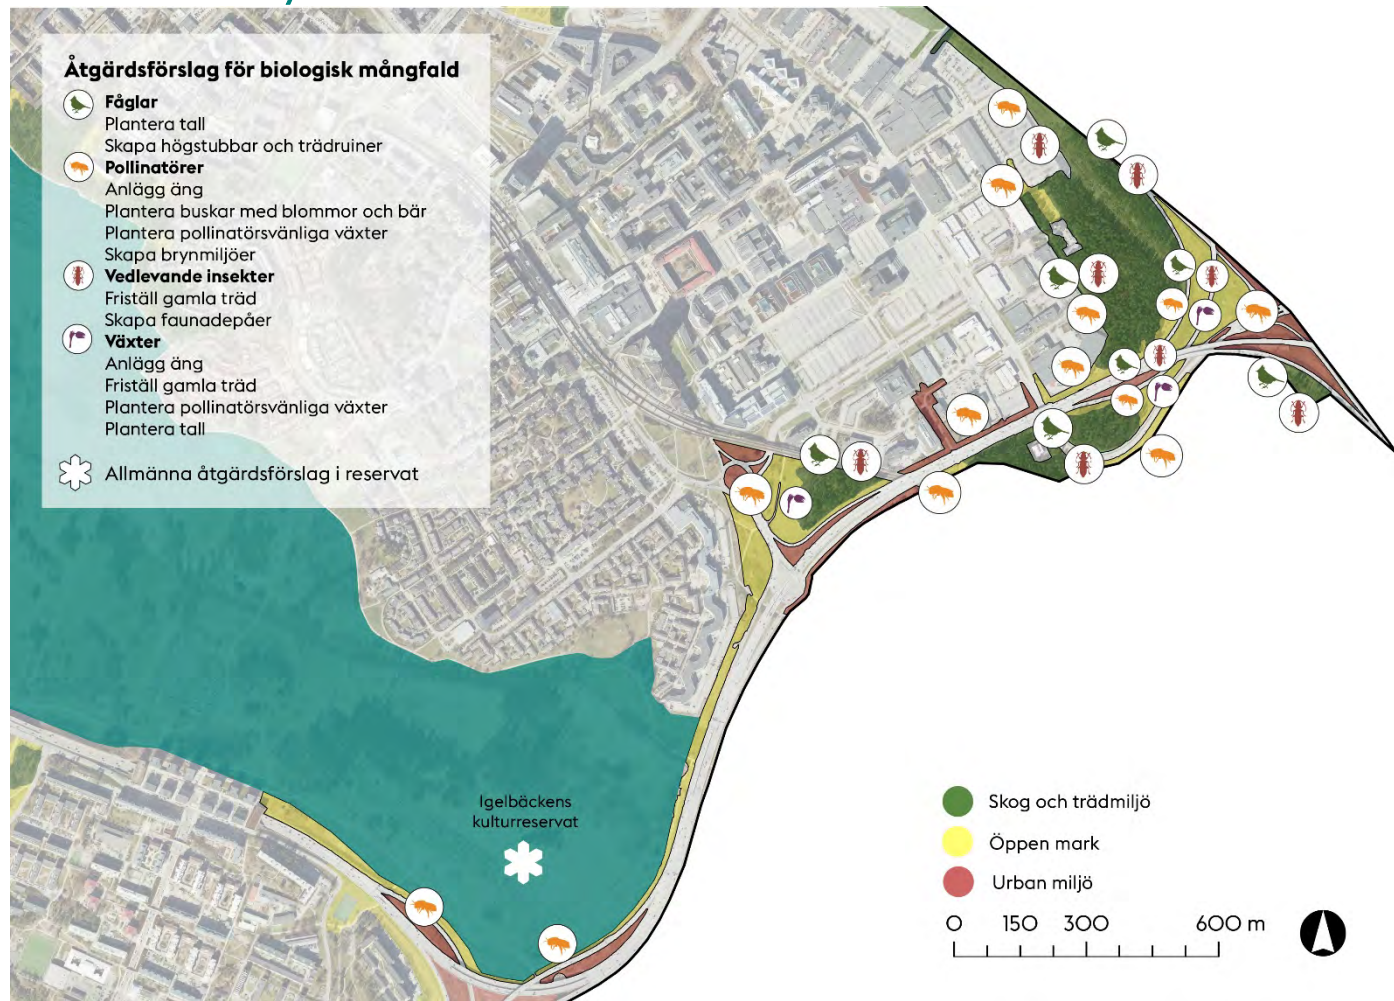 Åtgärdsförslag för biologisk mångfald
Fåglar
Plantera tall
Skapa högstubbar och trädruiner
Pollinatörer
Anlägg äng
Plantera buskar med blommor och bär
Plantera pollinatörsvänliga växter
Skapa brynmiljöer
Vedlevande insekter
Friställ gamla träd
Skapa faunadepåer
Växter
Anlägg äng
Friställ gamla träd
Plantera pollinatörsvänliga växter
Plantera tall
Allmänna åtgärdsförslag i reservat
Igelbäckens
kulturreservat
Skog och trädmiljö
Öppen mark
Urban miljö
0 150 300 600 m